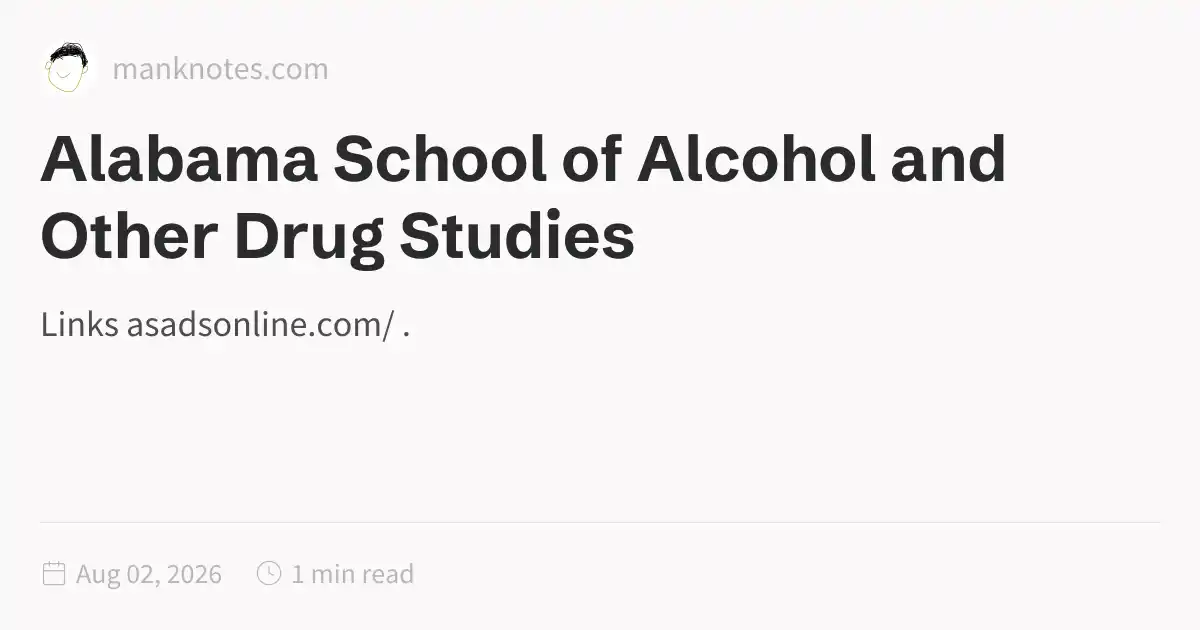 manknotes.com
Alabama School of Alcohol and
Other Drug Studies
Links asadsonline.com/ .
Aug 02, 2026
1 min read